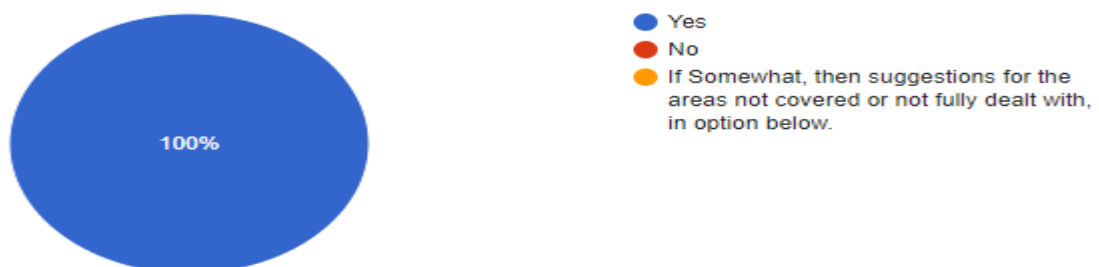 100%
Yes
No
If Somewhat, then suggestions for the
areas not covered or not fully dealt with,
in option below.